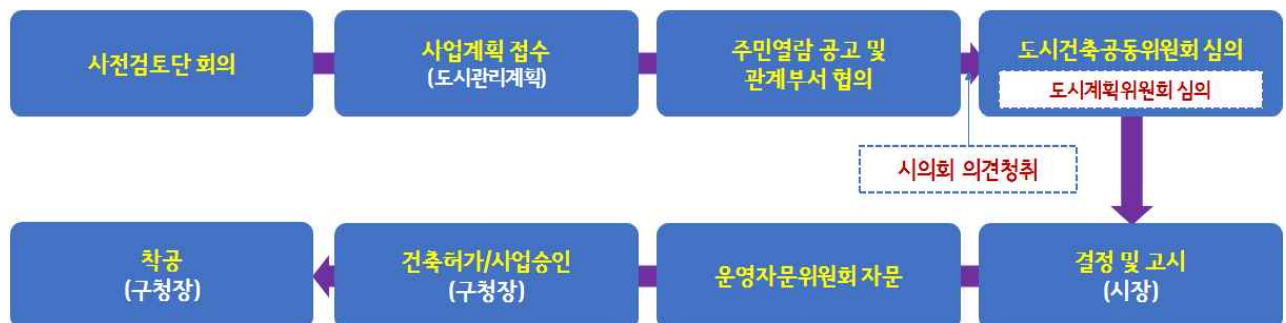 사전검토단 회의
사업계획 접수
(도시관리계획)
주민열람 공고 및
관계부서 협의
도시건축공동위원회 심의
도시계획위원회 심의
시의회 의견청취
착공
(구청장)
건축허가/사업승인
(구청장)
운영자문위원회 자문
결정 및 고시
(시장)